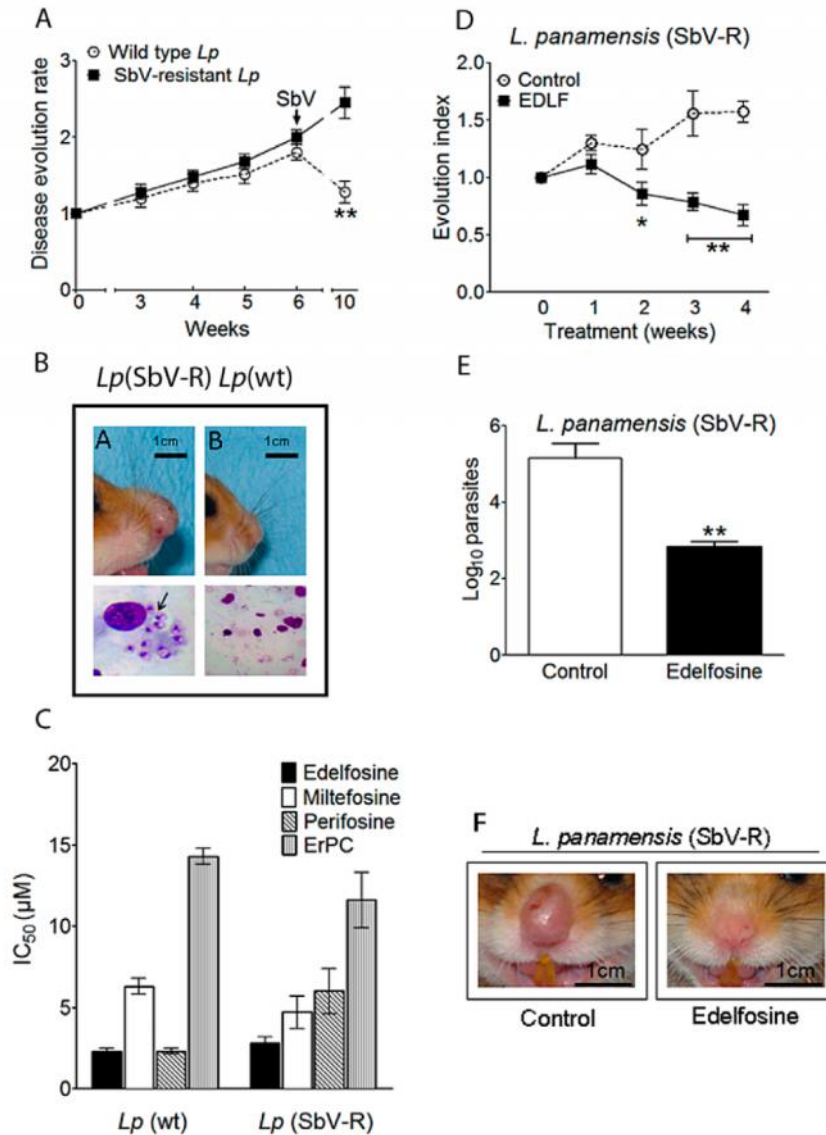 A
Disease evolution rate
3
2
1
0
Wild type Lp
SbV-resistant Lp
SbV
**
0 3 4 5 6 10
Weeks
B
Lp(SbV-R) Lp(wt)
A 1cm
B 1cm
C
IC50 (µM)
20
15
10
5
0
Edelfosine
Miltefosine
Perifosine
ErPC
Lp (wt) Lp (SbV-R)
D
L. panamensis (SbV-R)
Evolution index
2.0
1.5
1.0
0.5
0.0
Control
EDLF
*
**
0 1 2 3 4
Treatment (weeks)
E
L. panamensis (SbV-R)
Log10 parasites
6
4
2
0
**
Control Edelfosine
F
L. panamensis (SbV-R)
1cm 1cm
Control Edelfosine